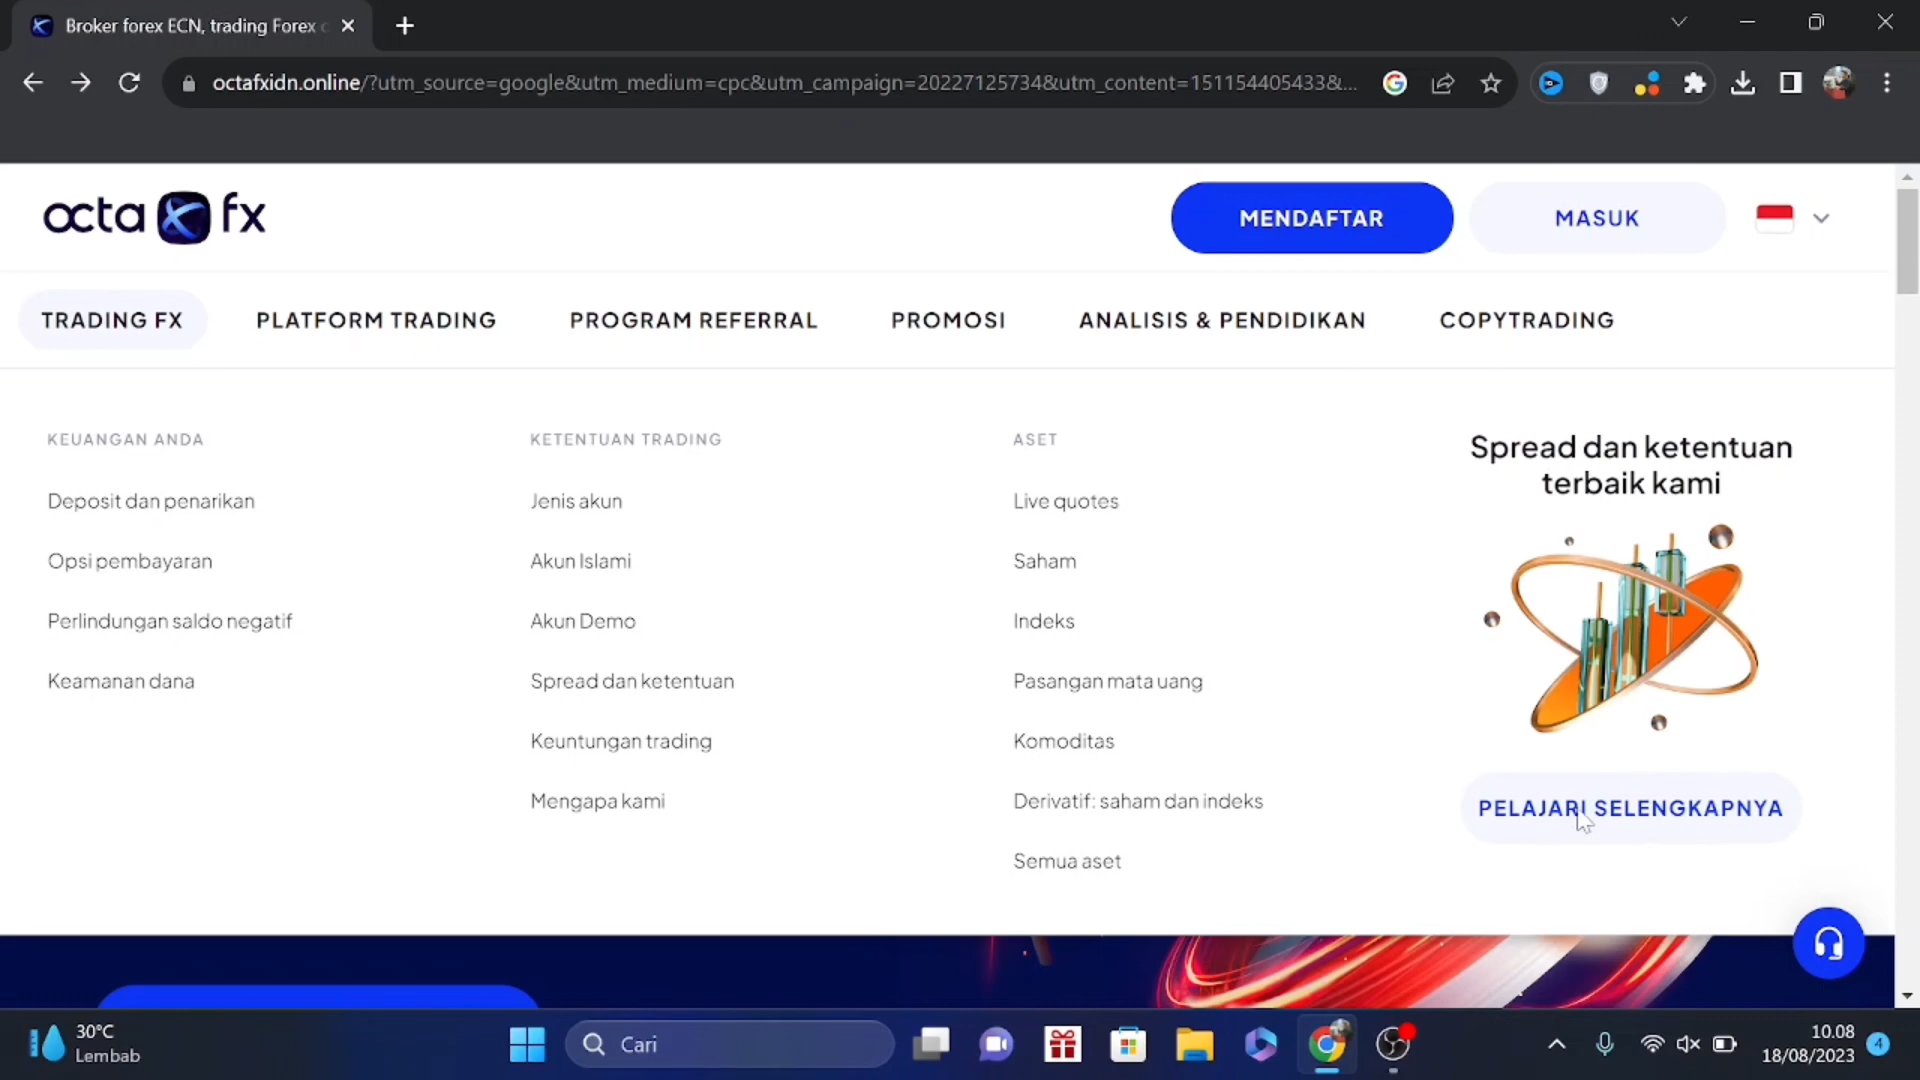 Broker forex ECN, trading Forex
octafxidn.online/?utm_source=google&utm_medium=cpc&utm_campaign=20227125734&utm_content=151154405433&...
octa fx
MENDAFTAR
MASUK
TRADING FX
PLATFORM TRADING
PROGRAM REFERRAL
PROMOSI
ANALISIS & PENDIDIKAN
COPYTRADING
KEUANGAN ANDA
Deposit dan penarikan
Opsi pembayaran
Perlindungan saldo negatif
Keamanan dana
KETENTUAN TRADING
Jenis akun
Akun Islami
Akun Demo
Spread dan ketentuan
Keuntungan trading
Mengapa kami
ASET
Live quotes
Saham
Indeks
Pasangan mata uang
Komoditas
Derivatif: saham dan indeks
Semua aset
Spread dan ketentuan
terbaik kami
PELAJARI SELENGKAPNYA
30°C
Lembab
Cari
10.08
18/08/2023
4